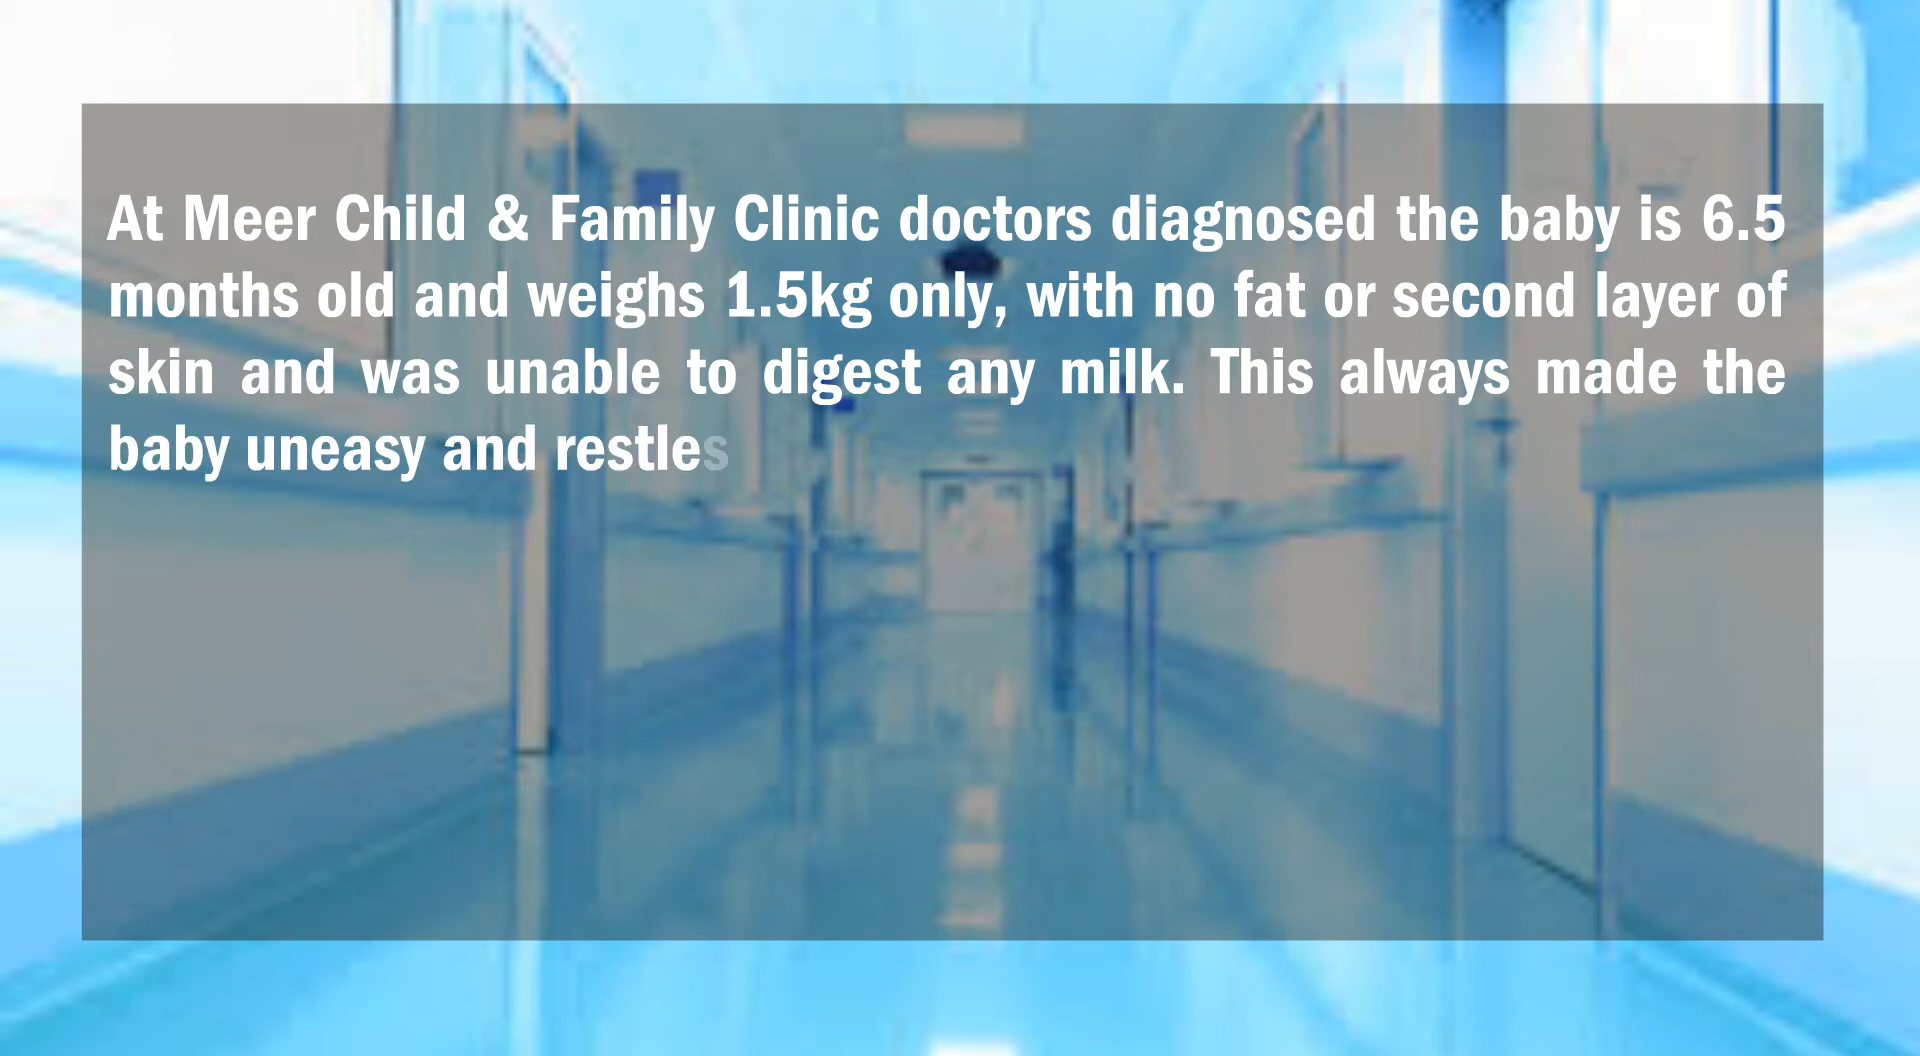 At Meer Child & Family Clinic doctors diagnosed the baby is 6.5
months old and weighs 1.5kg only, with no fat or second layer of
skin and was unable to digest any milk. This always made the
baby uneasy and restles